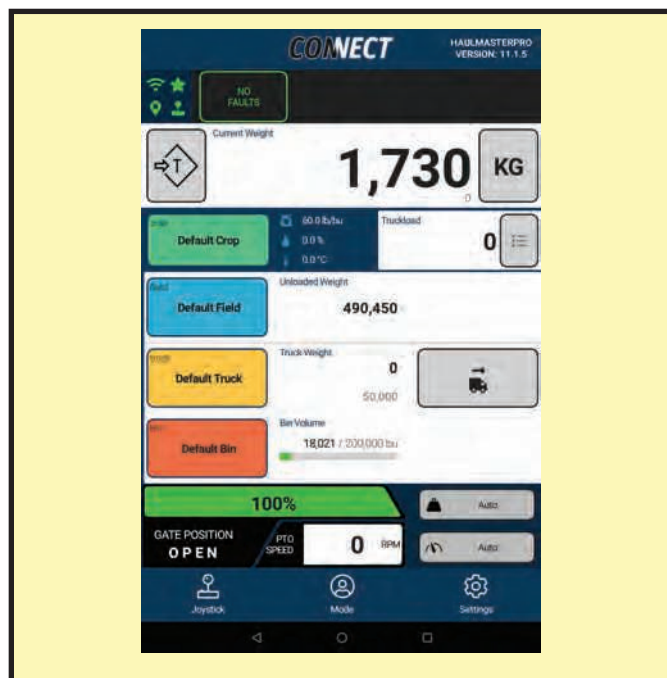 CONNECT
HAULMASTERPRO
VERSION: 11.1.5
NO
FAULTS
Current Weight
T
1,730
KG
0
Default Crop
60.0 lb/bu
0.0 %
0.0 °C
Truckload
0
Default Field
Unloaded Weight
490,450
Default Truck
Truck Weight
0
50,000
Default Bin
Bin Volume
18,021 / 200,000 bu
100%
Auto
GATE POSITION
OPEN
PTO
SPEED
0 RPM
Auto
Joystick
Mode
Settings